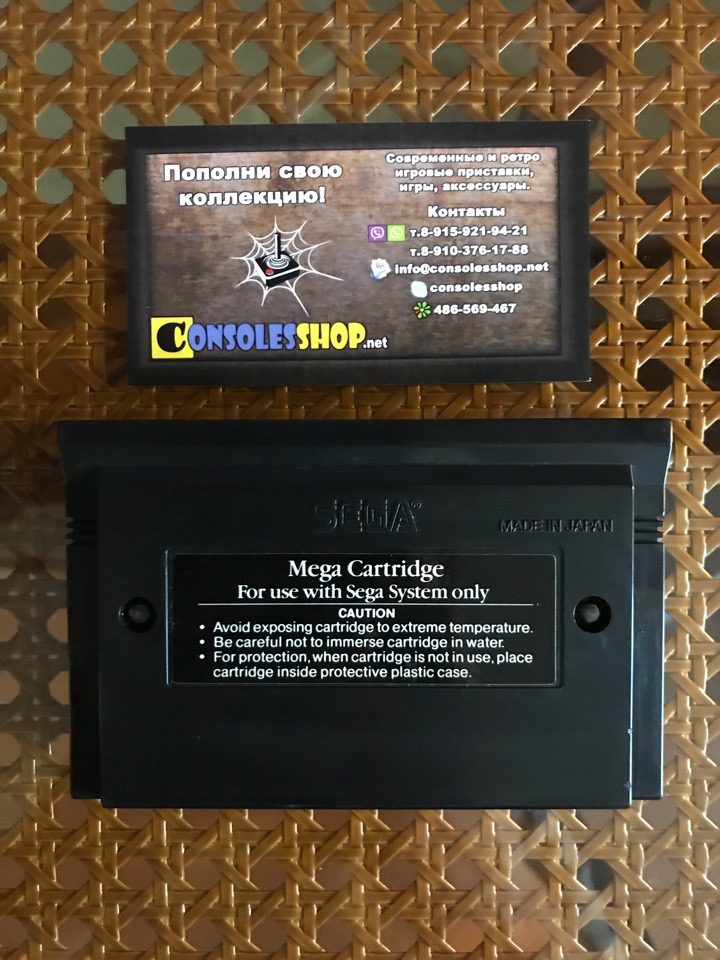 Пополни свою
коллекцию!
CONSOLESSHOP.net
Современные и ретро
игровые приставки,
игры, аксессуары.
Контакты
т.8-915-921-94-21
т.8-910-376-17-88
info@consolesshop.net
consolesshop
486-569-467
SEGA®
MADE IN JAPAN
Mega Cartridge
For use with Sega System only
CAUTION
• Avoid exposing cartridge to extreme temperature.
• Be careful not to immerse cartridge in water.
• For protection, when cartridge is not in use, place
cartridge inside protective plastic case.